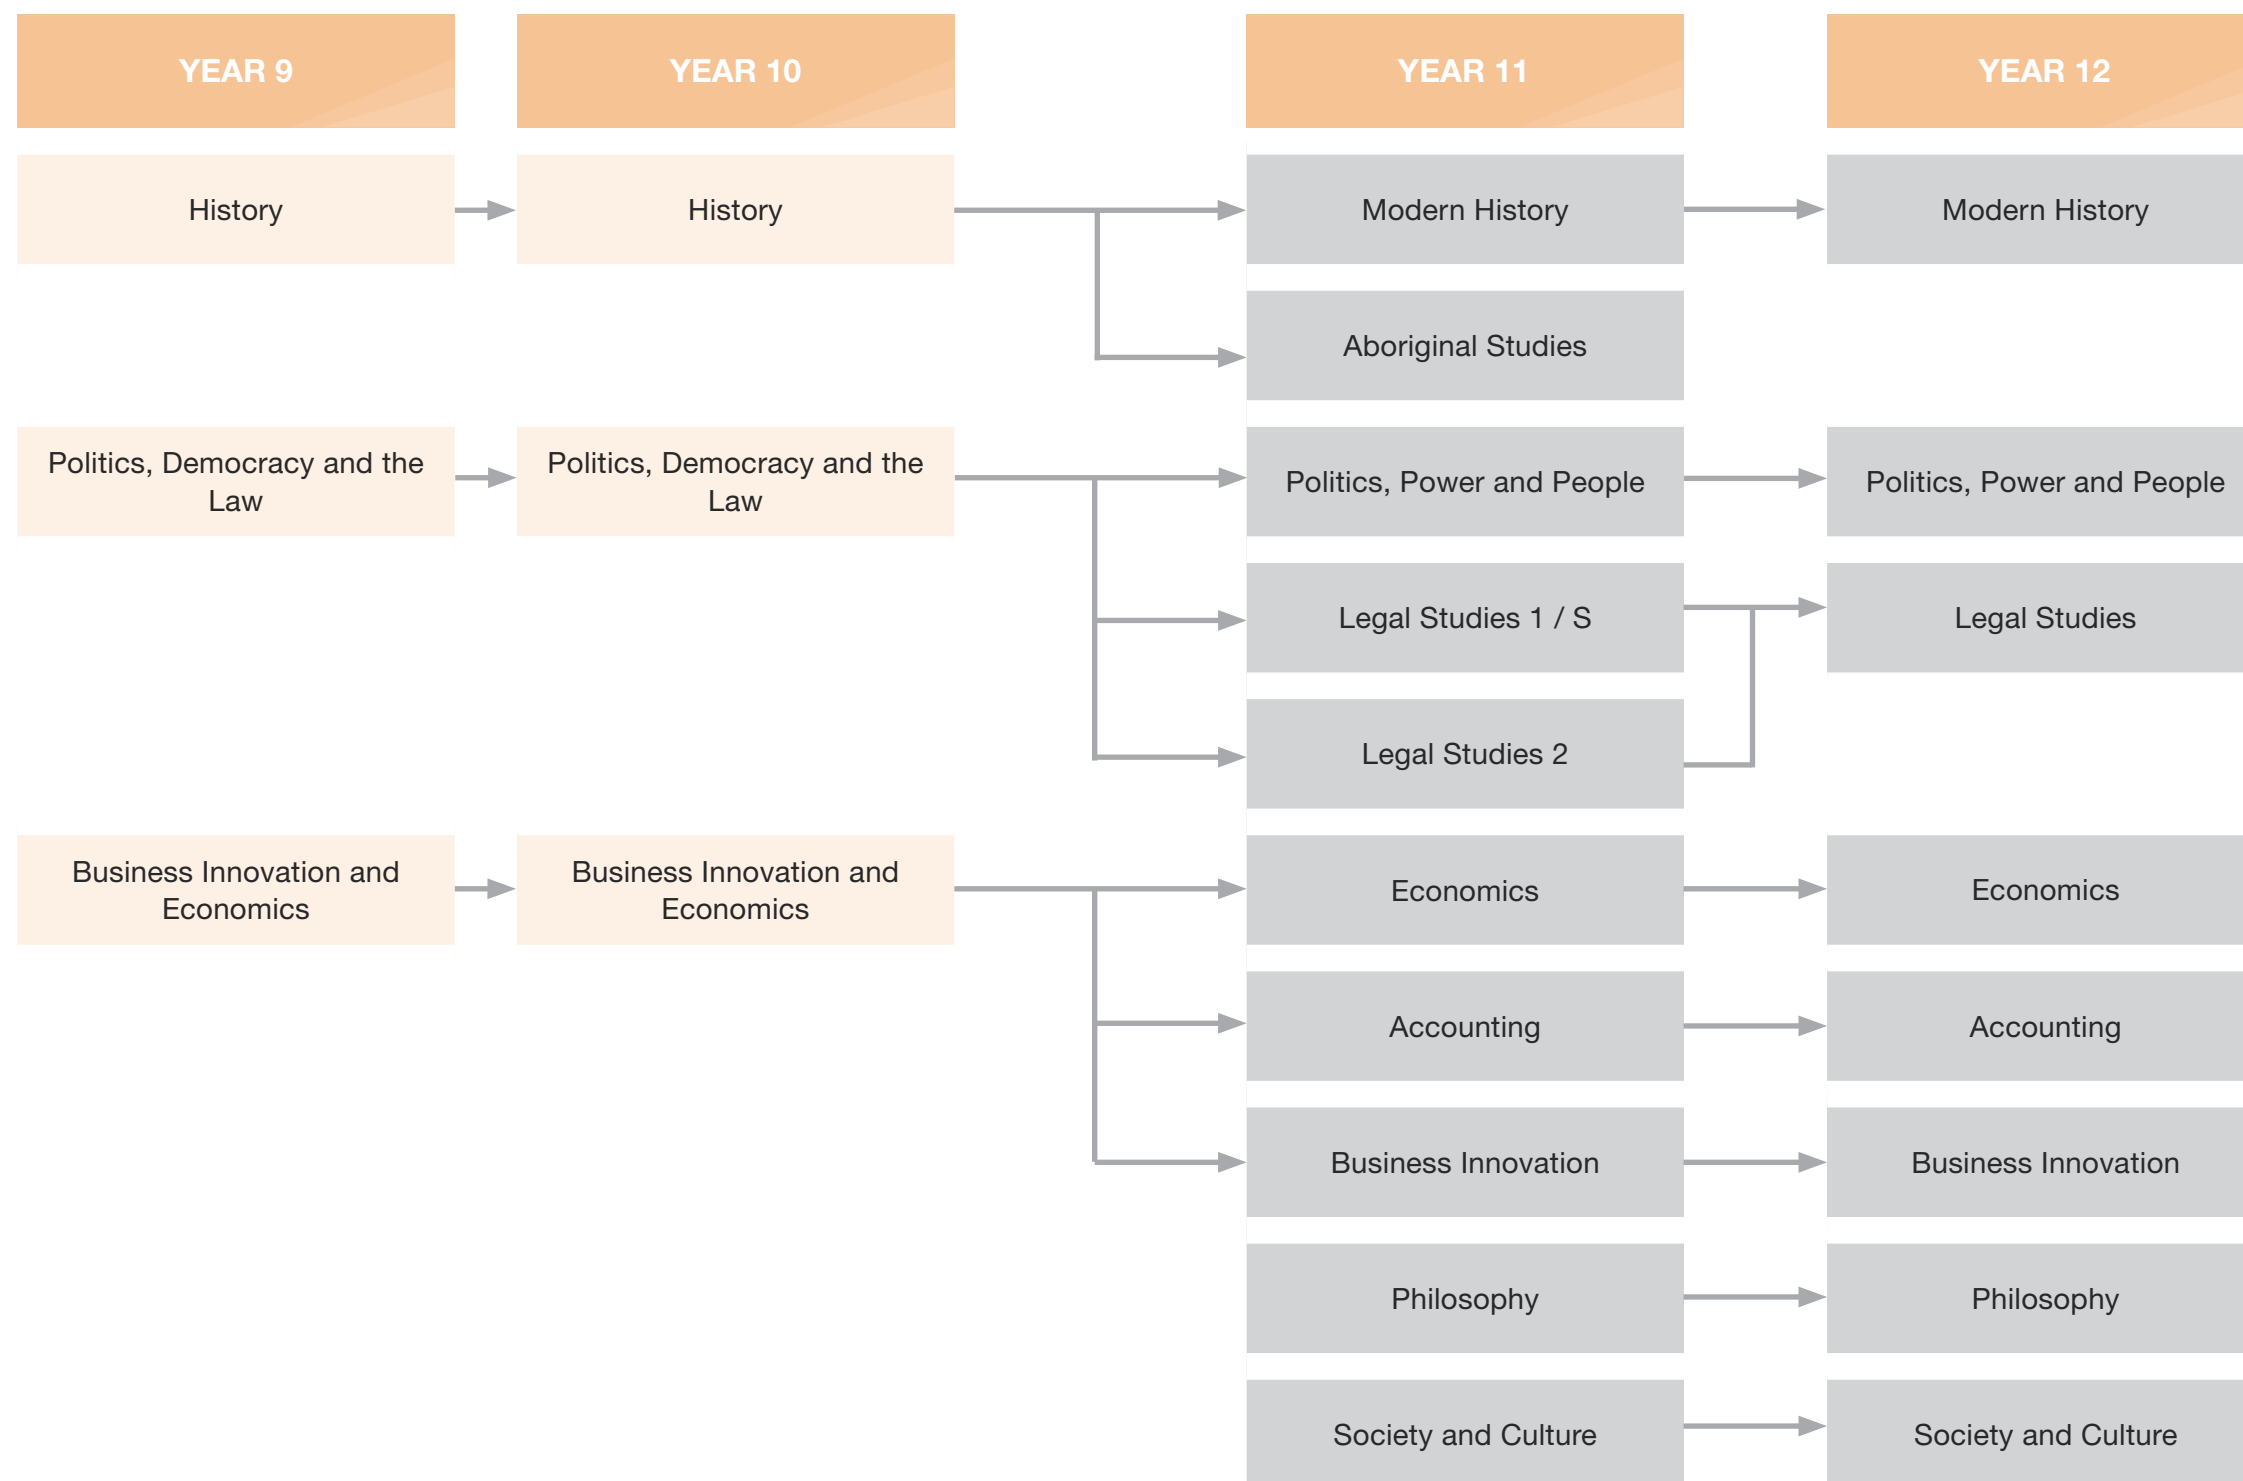 YEAR 9
YEAR 10
YEAR 11
YEAR 12
History
History
Modern History
Modern History
Aboriginal Studies
Politics, Democracy and the
Law
Politics, Democracy and the
Law
Politics, Power and People
Politics, Power and People
Legal Studies 1 / S
Legal Studies
Legal Studies 2
Business Innovation and
Economics
Business Innovation and
Economics
Economics
Economics
Accounting
Accounting
Business Innovation
Business Innovation
Philosophy
Philosophy
Society and Culture
Society and Culture